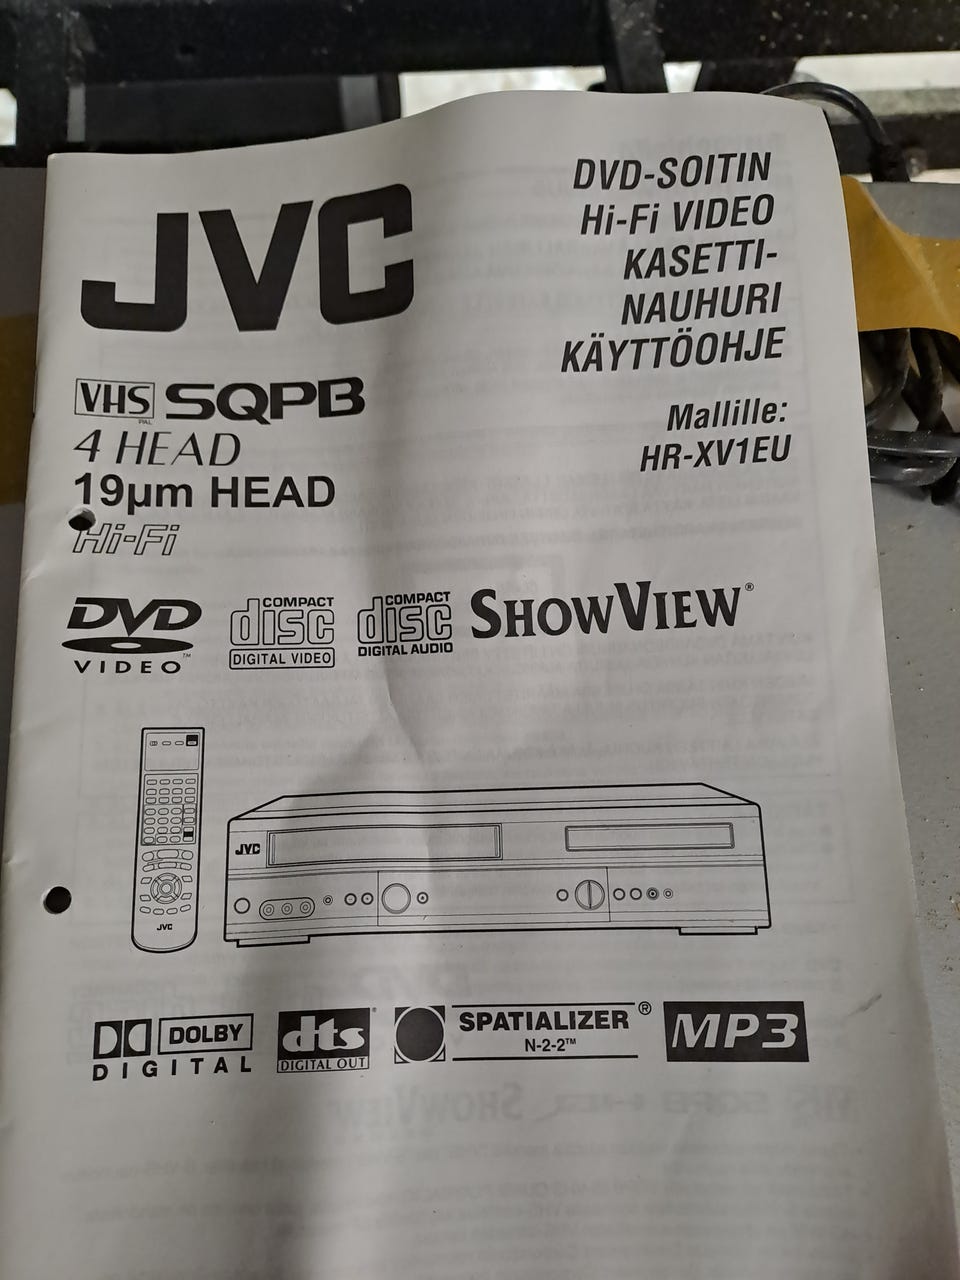 JVC
DVD-SOITIN
Hi-Fi VIDEO
KASETTI-
NAUHURI
KÄYTTÖOHJE
Mallille:
HR-XV1EU
VHS SQPB
PAL
4 HEAD
19µm HEAD
Hi-Fi
DVD
VIDEO™
COMPACT
disc
DIGITAL VIDEO
COMPACT
disc
DIGITAL AUDIO
SHOWVIEW®
JVC
JVC
DOLBY
DIGITAL
dts®
DIGITAL OUT
SPATIALIZER®
N-2-2™
MP3